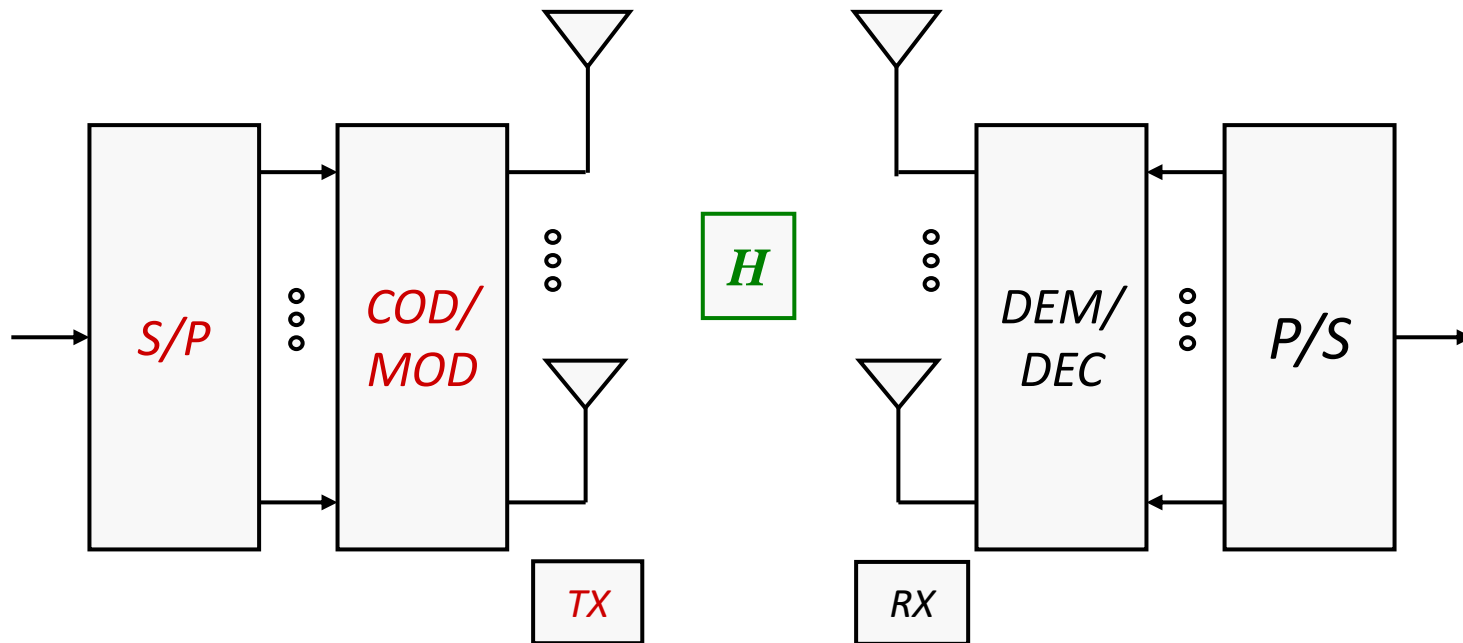 S/P
COD/
MOD
H
DEM/
DEC
P/S
TX
RX